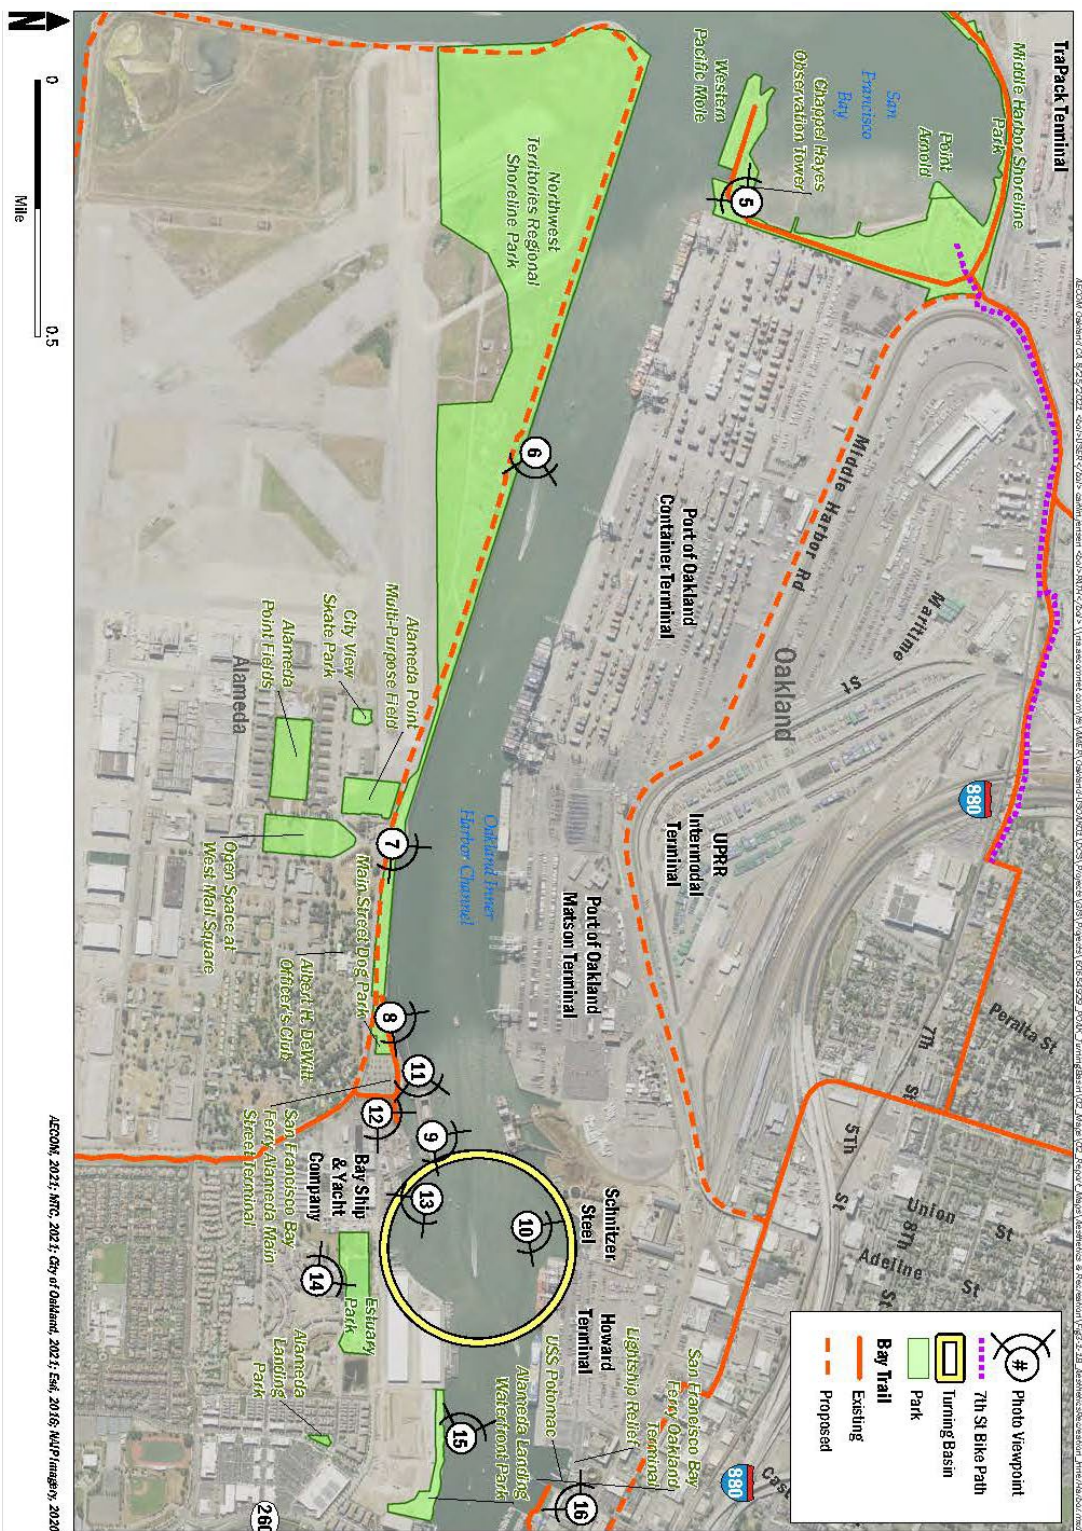 TraPack Terminal
Middle Harbor Shoreline
Park
Point
Arnold
San
Francisco
Bay
Chappel Hayes
Observation Tower
Western
Pacific Mole
5
Northwest
Territories Regional
Shoreline Park
6
Middle Harbor Rd
Maritime
St
Port of Oakland
Container Terminal
Oakland
880
UPRR
Intermodal
Terminal
Port of Oakland
Matson Terminal
Oakland Inner
Harbor Channel
Alameda Point
Multi-Purpose Field
City View
Skate Park
Alameda
Point Fields
Alameda
7
Open Space at
West Mall Square
Main Street Dog Park
Albert H. DeWitt
Officer's Club
8
11
12
9
13
10
14
15
16
San Francisco Bay
Ferry Alameda Main
Street Terminal
Bay Ship
& Yacht
Company
Estuary
Park
Alameda
Landing
Park
Schnitzer
Steel
Howard
Terminal
Lightship Relief
USS Potomac
Alameda Landing
Waterfront Park
San Francisco Bay
Ferry Oakland
Terminal
Peralta St
7th St
5Th St
Union St
8Th St
Adeline St
880
Cast
260
#
Photo Viewpoint
7th St Bike Path
Turning Basin
Park
Bay Trail
Existing
Proposed
N
0
0.5
Mile
AECOM, 2021; MTC, 2021; City of Oakland, 2021; Esri, 2016; NAIP Imagery, 2020